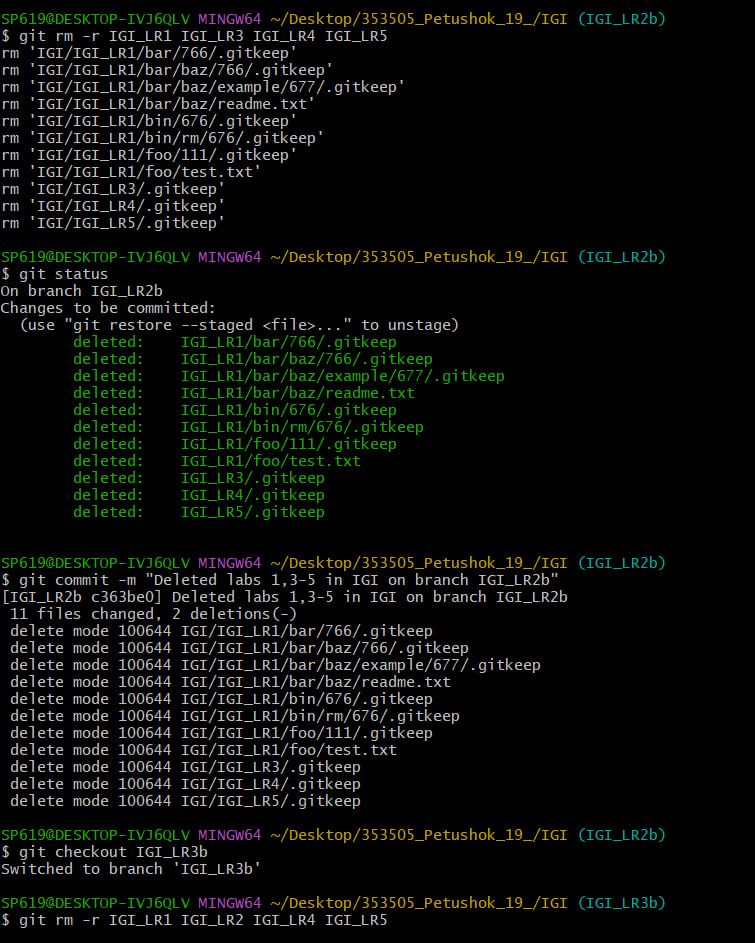 SP619@DESKTOP-IVJ6QLV MINGW64 ~/Desktop/353505_Petushok_19_/IGI (IGI_LR2b)
$ git rm -r IGI_LR1 IGI_LR3 IGI_LR4 IGI_LR5
rm 'IGI/IGI_LR1/bar/766/.gitkeep'
rm 'IGI/IGI_LR1/bar/baz/766/.gitkeep'
rm 'IGI/IGI_LR1/bar/baz/example/677/.gitkeep'
rm 'IGI/IGI_LR1/bar/baz/readme.txt'
rm 'IGI/IGI_LR1/bin/676/.gitkeep'
rm 'IGI/IGI_LR1/bin/rm/676/.gitkeep'
rm 'IGI/IGI_LR1/foo/111/.gitkeep'
rm 'IGI/IGI_LR1/foo/test.txt'
rm 'IGI/IGI_LR3/.gitkeep'
rm 'IGI/IGI_LR4/.gitkeep'
rm 'IGI/IGI_LR5/.gitkeep'
SP619@DESKTOP-IVJ6QLV MINGW64 ~/Desktop/353505_Petushok_19_/IGI (IGI_LR2b)
$ git status
On branch IGI_LR2b
Changes to be committed:
  (use "git restore --staged <file>..." to unstage)
        deleted:    IGI_LR1/bar/766/.gitkeep
        deleted:    IGI_LR1/bar/baz/766/.gitkeep
        deleted:    IGI_LR1/bar/baz/example/677/.gitkeep
        deleted:    IGI_LR1/bar/baz/readme.txt
        deleted:    IGI_LR1/bin/676/.gitkeep
        deleted:    IGI_LR1/bin/rm/676/.gitkeep
        deleted:    IGI_LR1/foo/111/.gitkeep
        deleted:    IGI_LR1/foo/test.txt
        deleted:    IGI_LR3/.gitkeep
        deleted:    IGI_LR4/.gitkeep
        deleted:    IGI_LR5/.gitkeep
SP619@DESKTOP-IVJ6QLV MINGW64 ~/Desktop/353505_Petushok_19_/IGI (IGI_LR2b)
$ git commit -m "Deleted labs 1,3-5 in IGI on branch IGI_LR2b"
[IGI_LR2b c363be0] Deleted labs 1,3-5 in IGI on branch IGI_LR2b
 11 files changed, 2 deletions(-)
 delete mode 100644 IGI/IGI_LR1/bar/766/.gitkeep
 delete mode 100644 IGI/IGI_LR1/bar/baz/766/.gitkeep
 delete mode 100644 IGI/IGI_LR1/bar/baz/example/677/.gitkeep
 delete mode 100644 IGI/IGI_LR1/bar/baz/readme.txt
 delete mode 100644 IGI/IGI_LR1/bin/676/.gitkeep
 delete mode 100644 IGI/IGI_LR1/bin/rm/676/.gitkeep
 delete mode 100644 IGI/IGI_LR1/foo/111/.gitkeep
 delete mode 100644 IGI/IGI_LR1/foo/test.txt
 delete mode 100644 IGI/IGI_LR3/.gitkeep
 delete mode 100644 IGI/IGI_LR4/.gitkeep
 delete mode 100644 IGI/IGI_LR5/.gitkeep
SP619@DESKTOP-IVJ6QLV MINGW64 ~/Desktop/353505_Petushok_19_/IGI (IGI_LR2b)
$ git checkout IGI_LR3b
Switched to branch 'IGI_LR3b'
SP619@DESKTOP-IVJ6QLV MINGW64 ~/Desktop/353505_Petushok_19_/IGI (IGI_LR3b)
$ git rm -r IGI_LR1 IGI_LR2 IGI_LR4 IGI_LR5